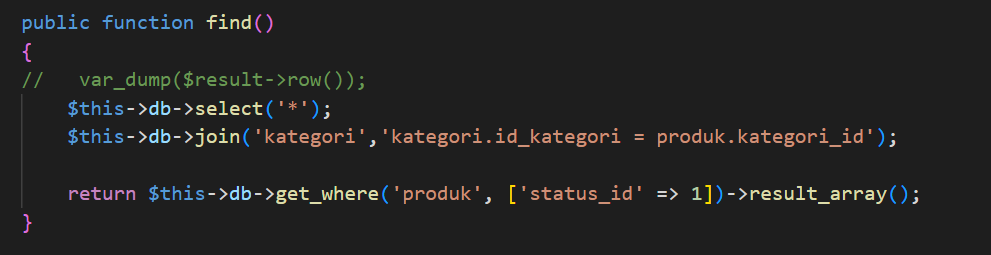 public function find()
{
//   var_dump($result->row());
    $this->db->select('*');
    $this->db->join('kategori','kategori.id_kategori = produk.kategori_id');
    return $this->db->get_where('produk', ['status_id' => 1])->result_array();
}